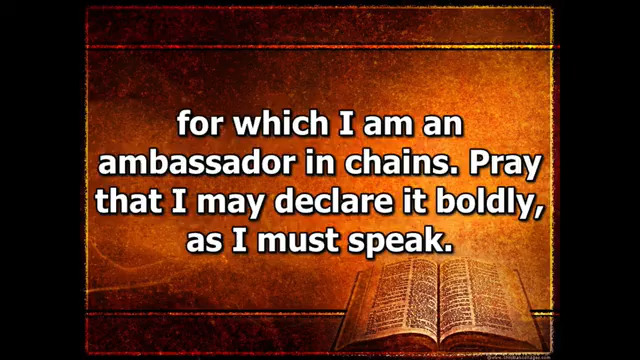 for which I am an
ambassador in chains. Pray
that I may declare it boldly,
as I must speak.